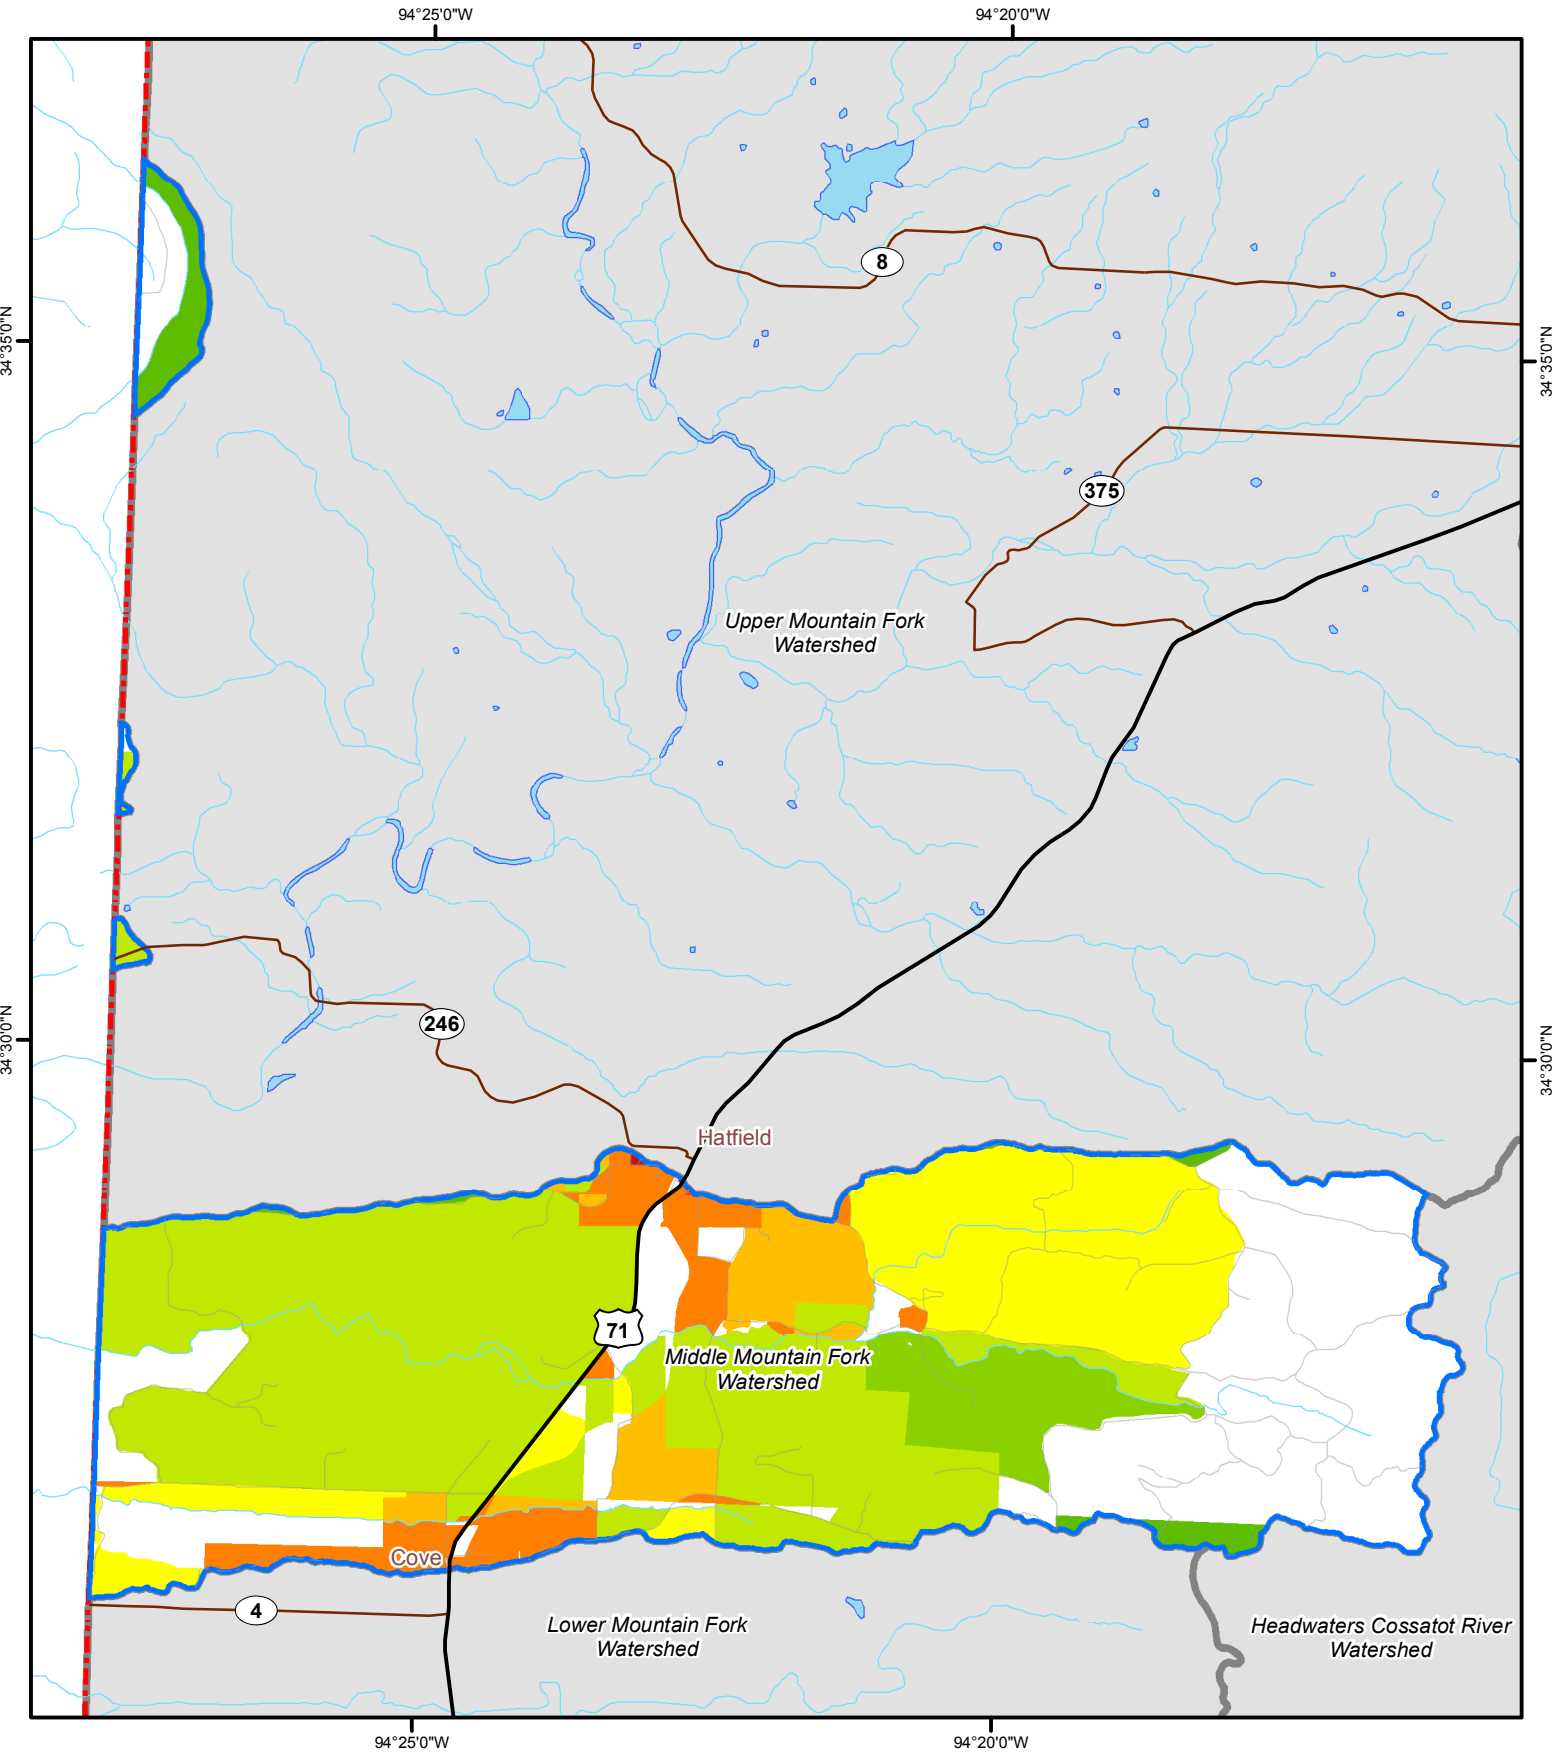 94°25'0"W
94°20'0"W
8
34°35'0"N
34°35'0"N
375
Upper Mountain Fork
Watershed
246
34°30'0"N
34°30'0"N
Hatfield
71
Middle Mountain Fork
Watershed
Cove
4
Lower Mountain Fork
Watershed
Headwaters Cossatot River
Watershed
94°25'0"W
94°20'0"W